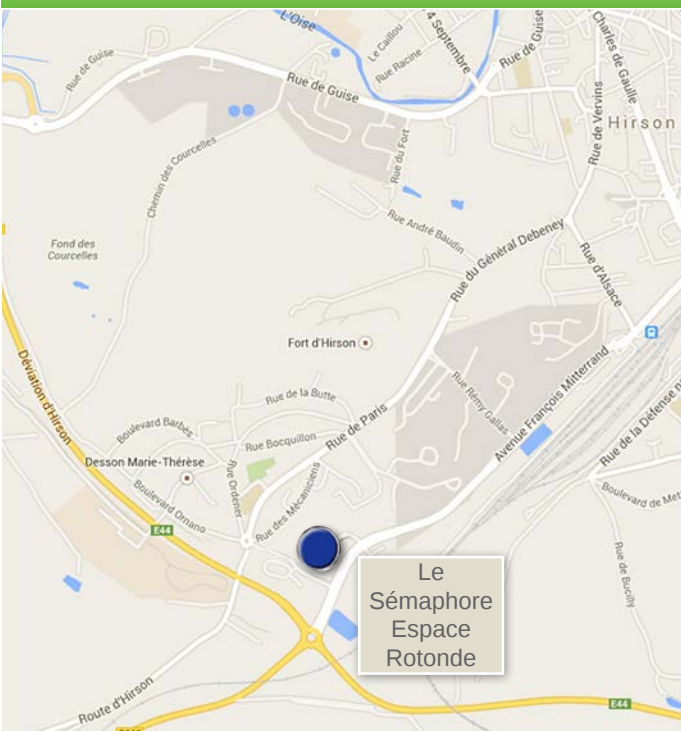 L'Oise
Le Caillou
4 Septembre
Rue Racine
Rue de Guise
Charles de Gaulle
Rue de Guise
Rue de Guise
Rue de Vervins
Hirson
Rue du Fort
Chemin des Courcelles
Rue André Baudin
Fond des
Courcelles
Rue du Général Debeney
Rue d'Alsace
Fort d'Hirson
Déviation d'Hirson
Avenue François Mitterrand
Rue Rémy Gallas
Rue de la Butte
Rue de Paris
Boulevard Barbès
Rue Bocquillon
Rue de la Défense
Desson Marie-Thérèse
Rue Ordener
Rue des Mécaniciens
Boulevard Ornano
Boulevard de Met
E44
Rue de Bucilly
Le
Sémaphore
Espace
Rotonde
Route d'Hirson
E44